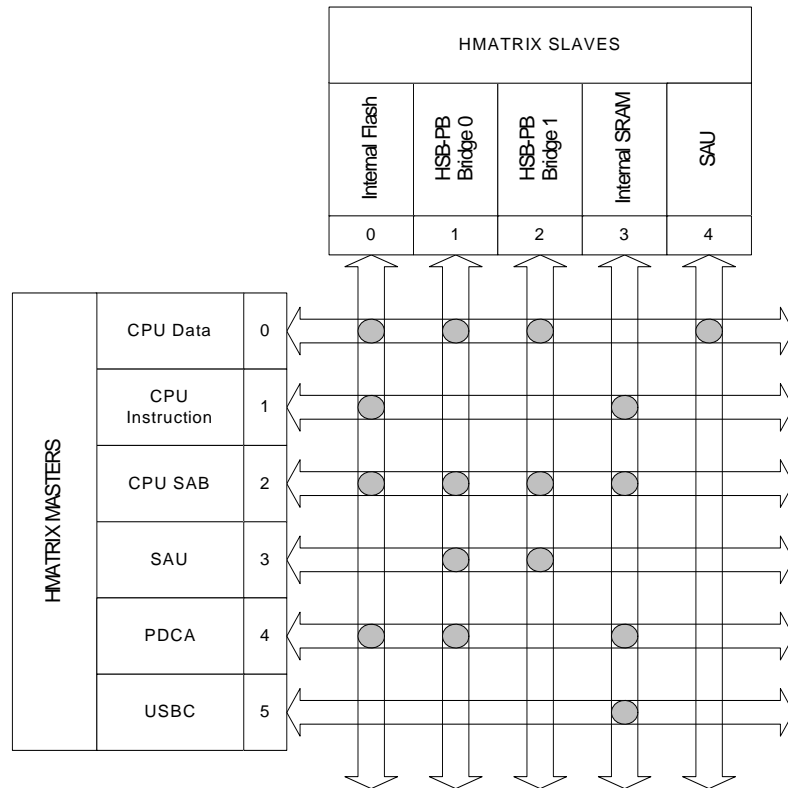 HMATRIX SLAVES
Internal Flash
HSB-PB
Bridge 0
HSB-PB
Bridge 1
Internal SRAM
SAU
0 1 2 3 4
HMATRIX MASTERS
CPU Data 0
CPU
Instruction 1
CPU SAB 2
SAU 3
PDCA 4
USBC 5